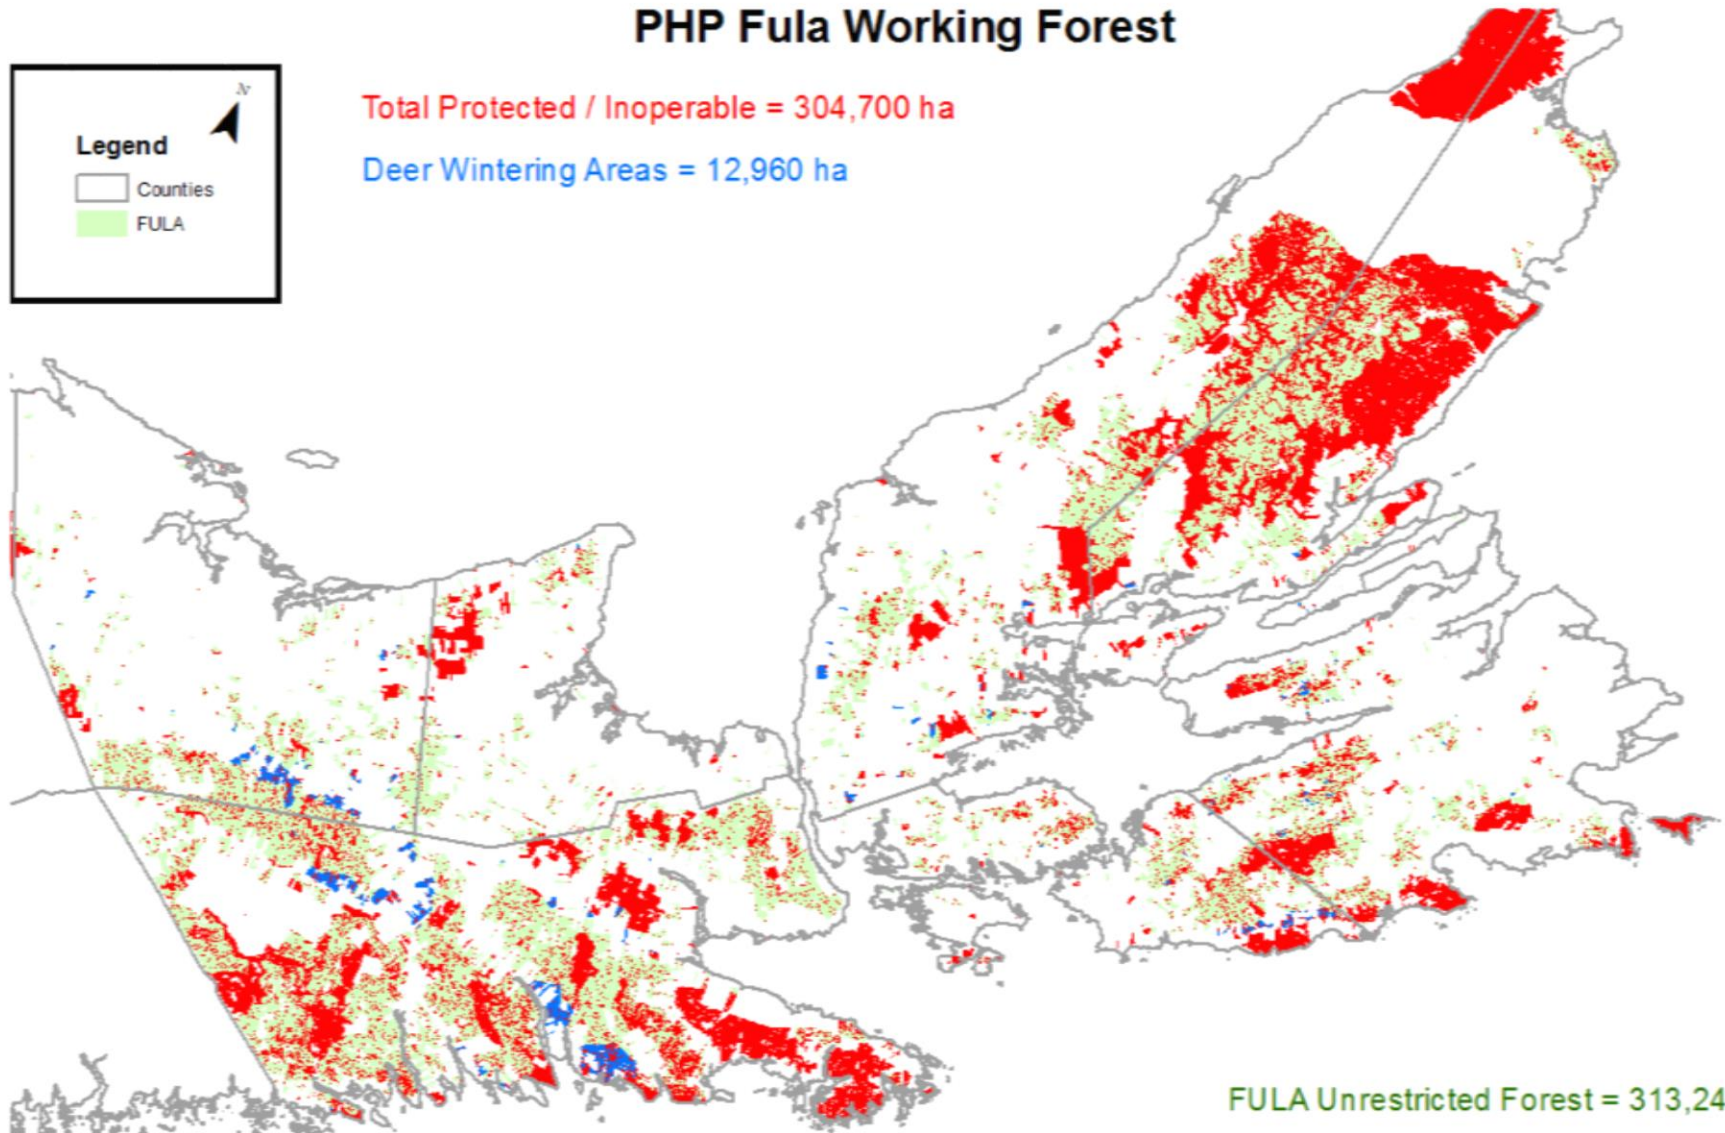 PHP Fula Working Forest
N
Legend
Counties
FULA
Total Protected / Inoperable = 304,700 ha
Deer Wintering Areas = 12,960 ha
FULA Unrestricted Forest = 313,24